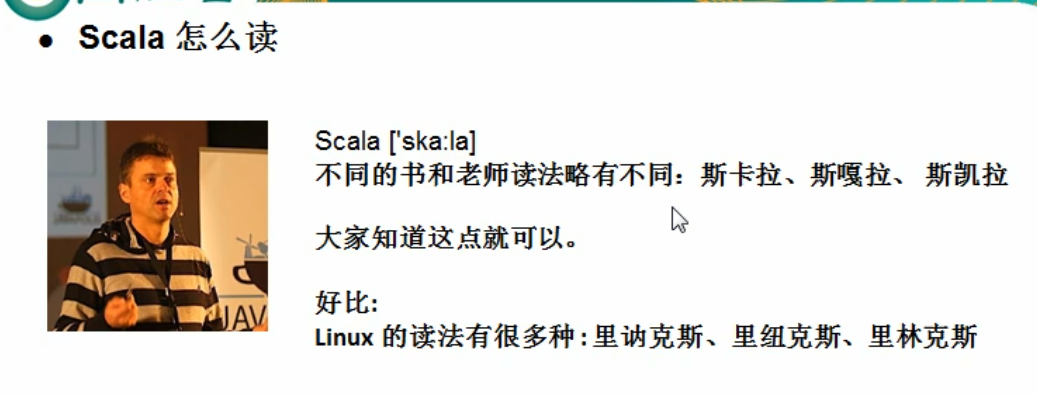 ● Scala 怎么读
Scala ['ska:la]
不同的书和老师读法略有不同：斯卡拉、斯嘎拉、 斯凯拉
大家知道这点就可以。
好比:
Linux 的读法有很多种:里讷克斯、里纽克斯、里林克斯
JAV